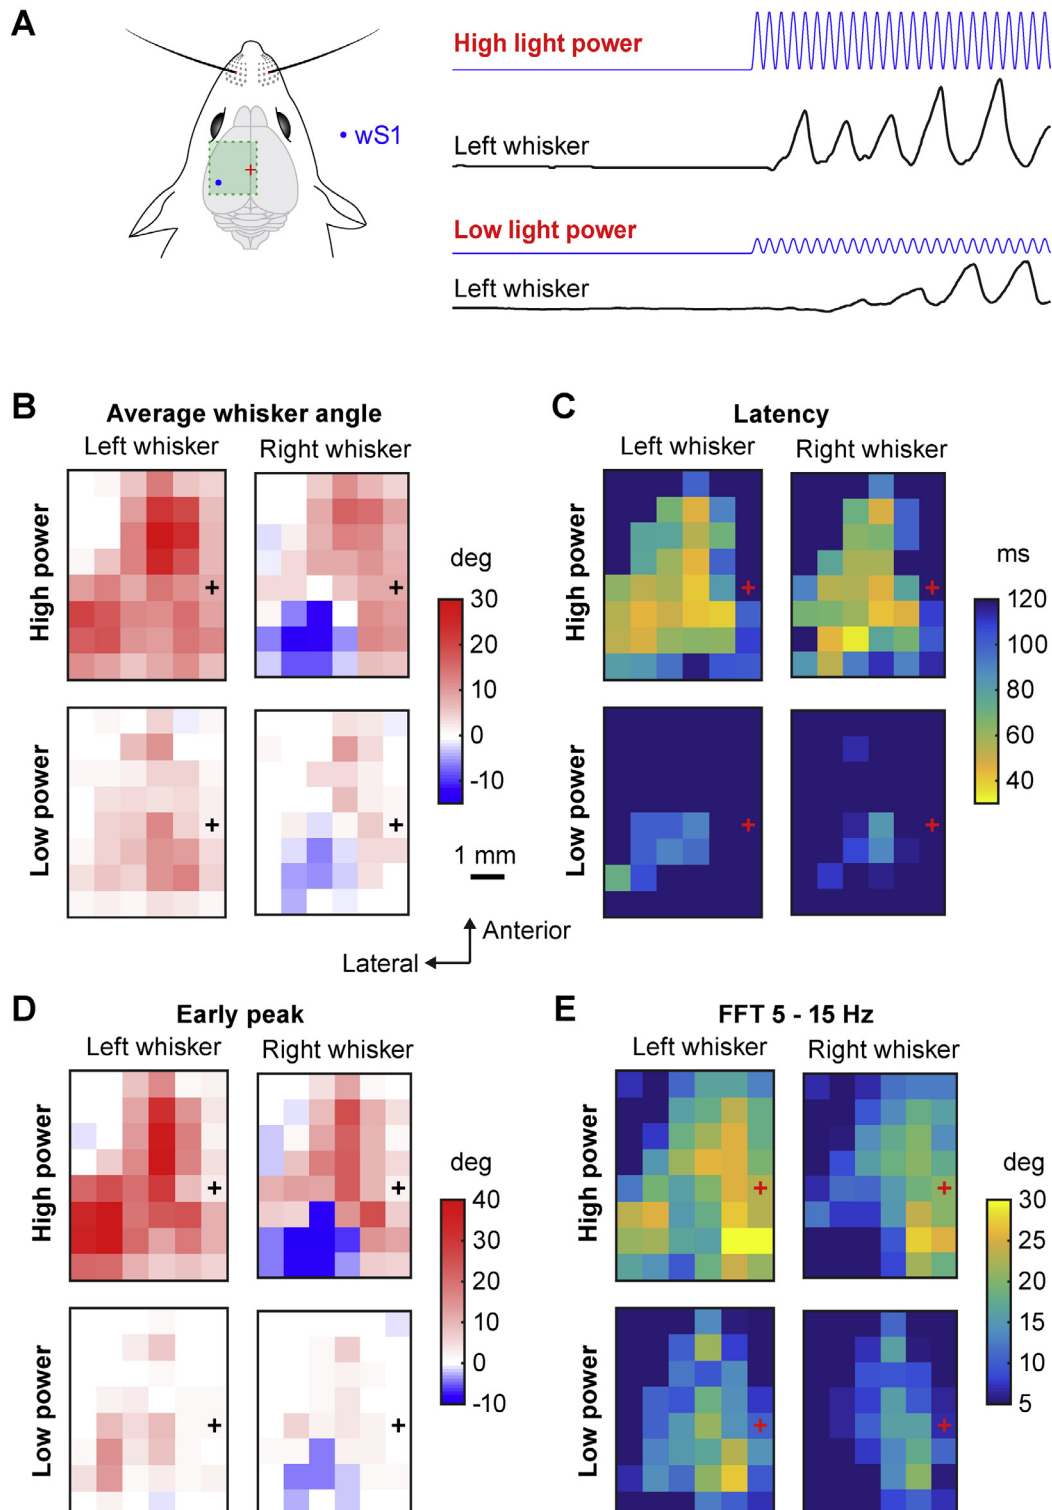 A
High light power
wS1
Left whisker
Low light power
Left whisker
B
Average whisker angle
Left whisker
Right whisker
High power
Low power
deg
30
20
10
0
-10
1 mm
Anterior
Lateral
C
Latency
Left whisker
Right whisker
High power
Low power
ms
120
100
80
60
40
D
Early peak
Left whisker
Right whisker
High power
Low power
deg
40
30
20
10
0
-10
E
FFT 5 - 15 Hz
Left whisker
Right whisker
High power
Low power
deg
30
25
20
15
10
5